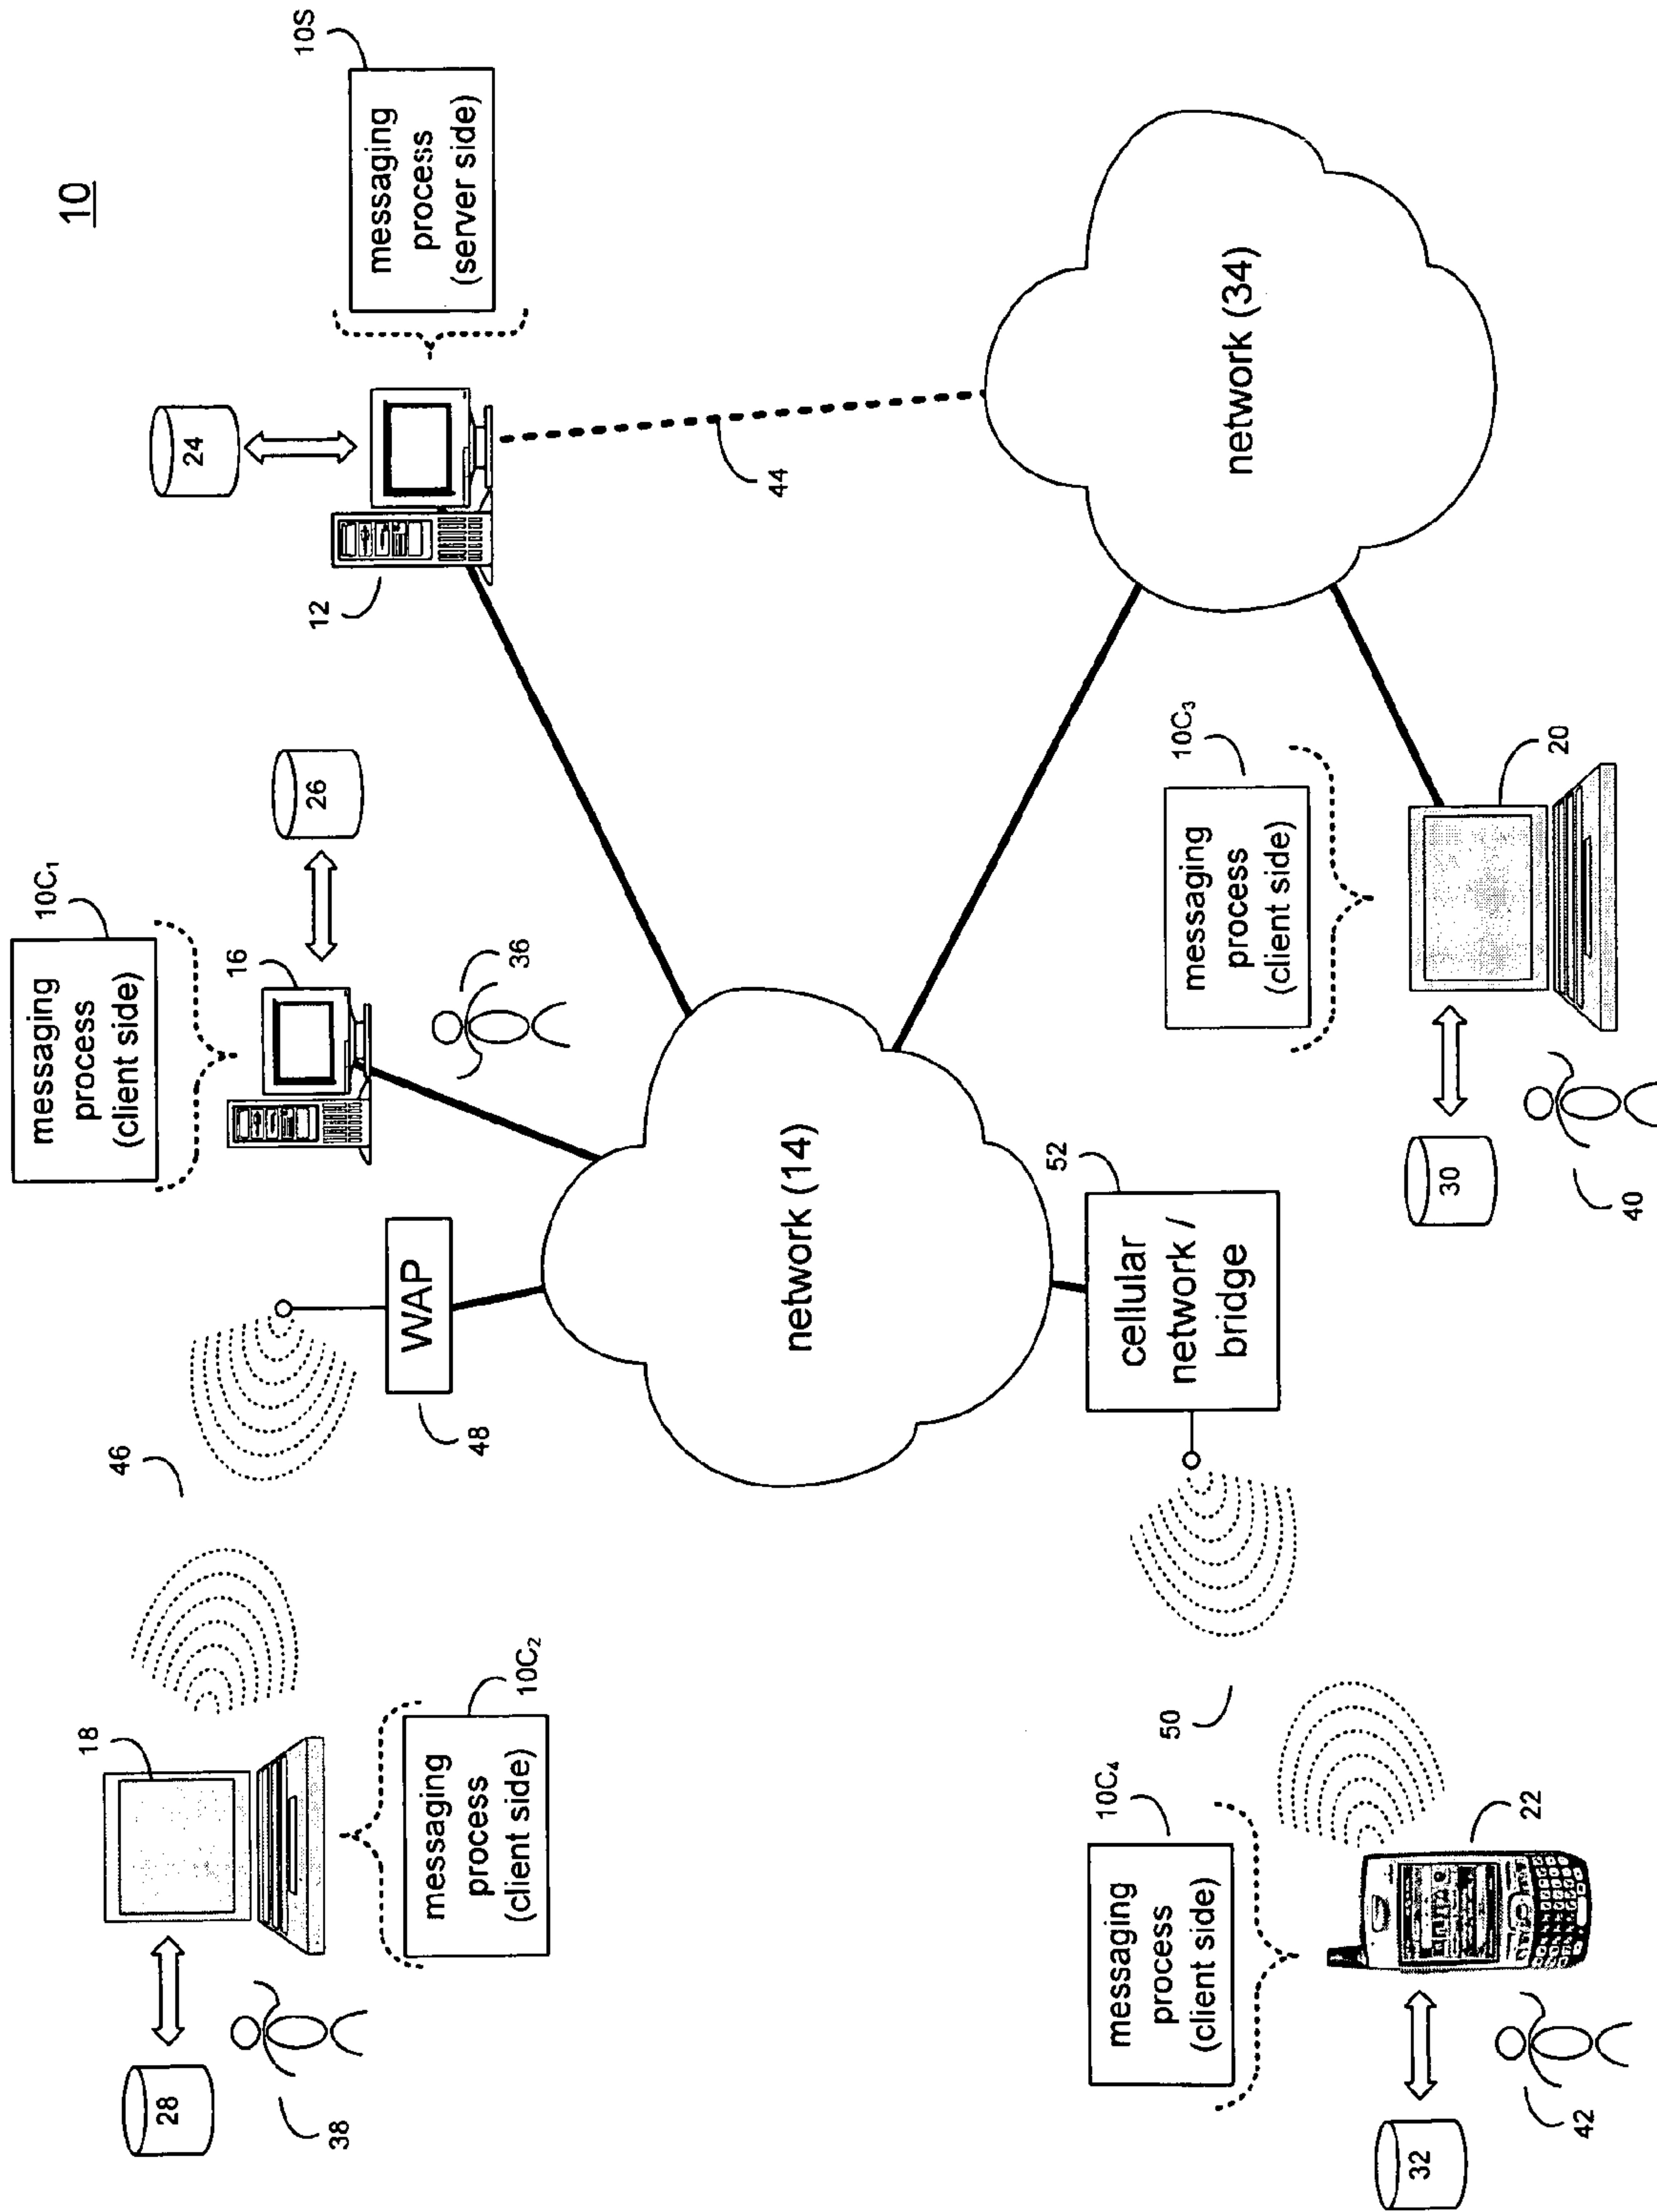 10
28
38
18
messaging
process
(client side)
10C₂
46
48
WAP
messaging
process
(client side)
10C₁
16
26
36
24
12
messaging
process
(server side)
10S
44
network (14)
network (34)
32
42
messaging
process
(client side)
10C₄
22
50
cellular
network /
bridge
52
30
40
messaging
process
(client side)
10C₃
20